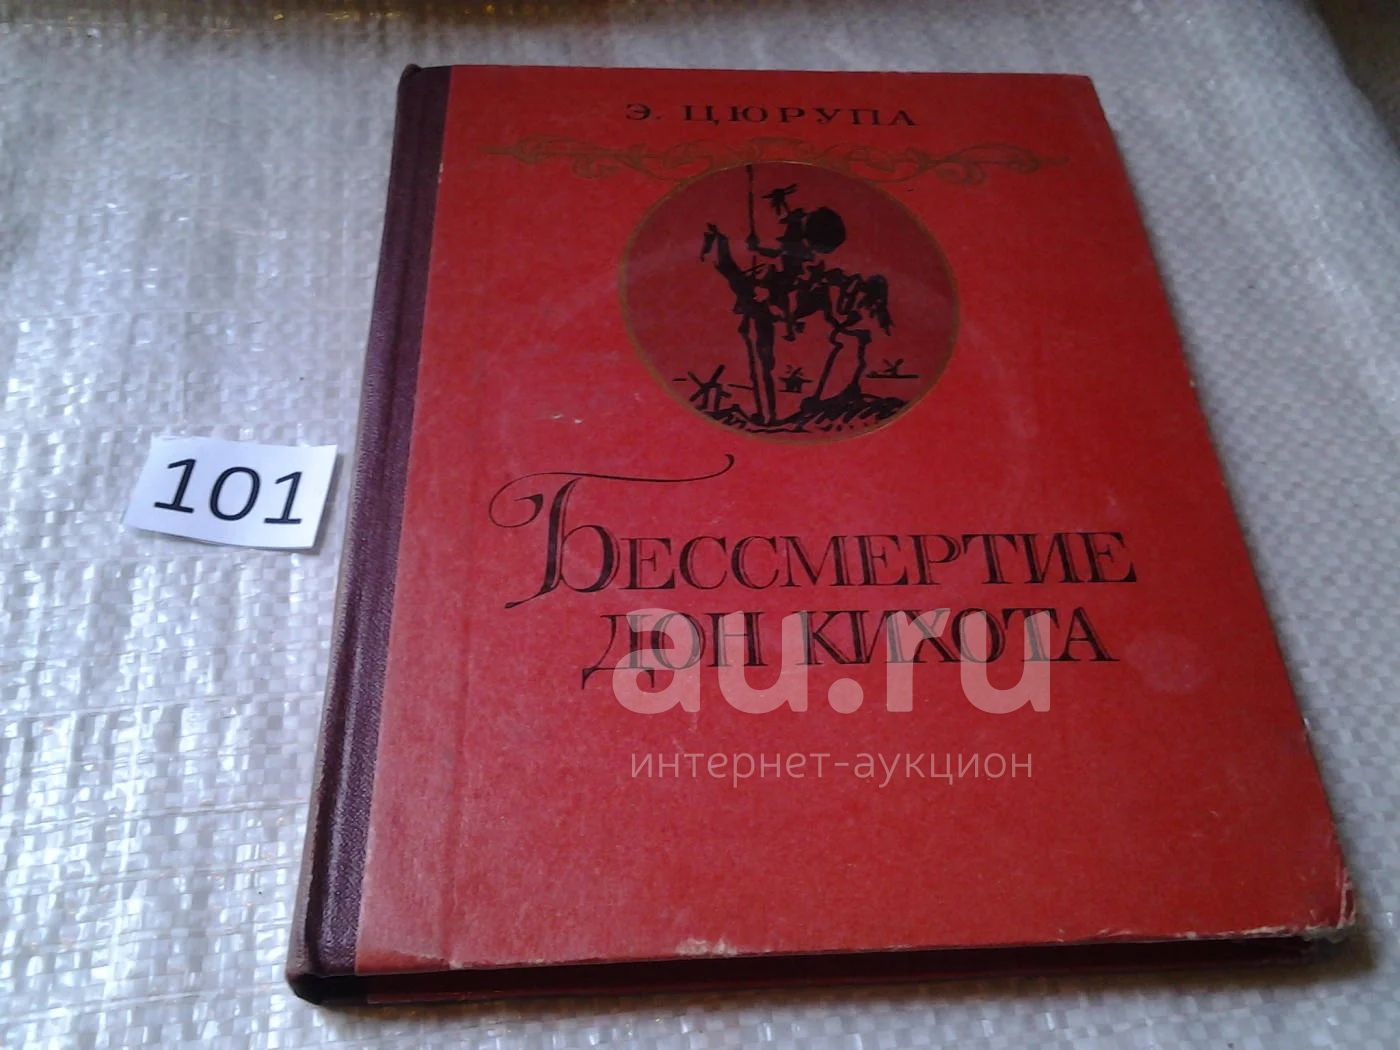 Э. ЦЮРУПА
101
БЕССМЕРТИЕ
ДОН КИХОТА
au.ru
интернет-аукцион